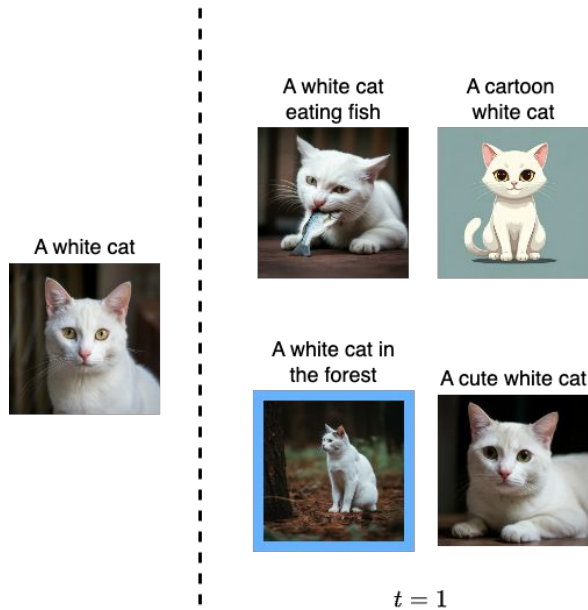 A white cat
A white cat
eating fish
A cartoon
white cat
A white cat in
the forest
A cute white cat
t = 1